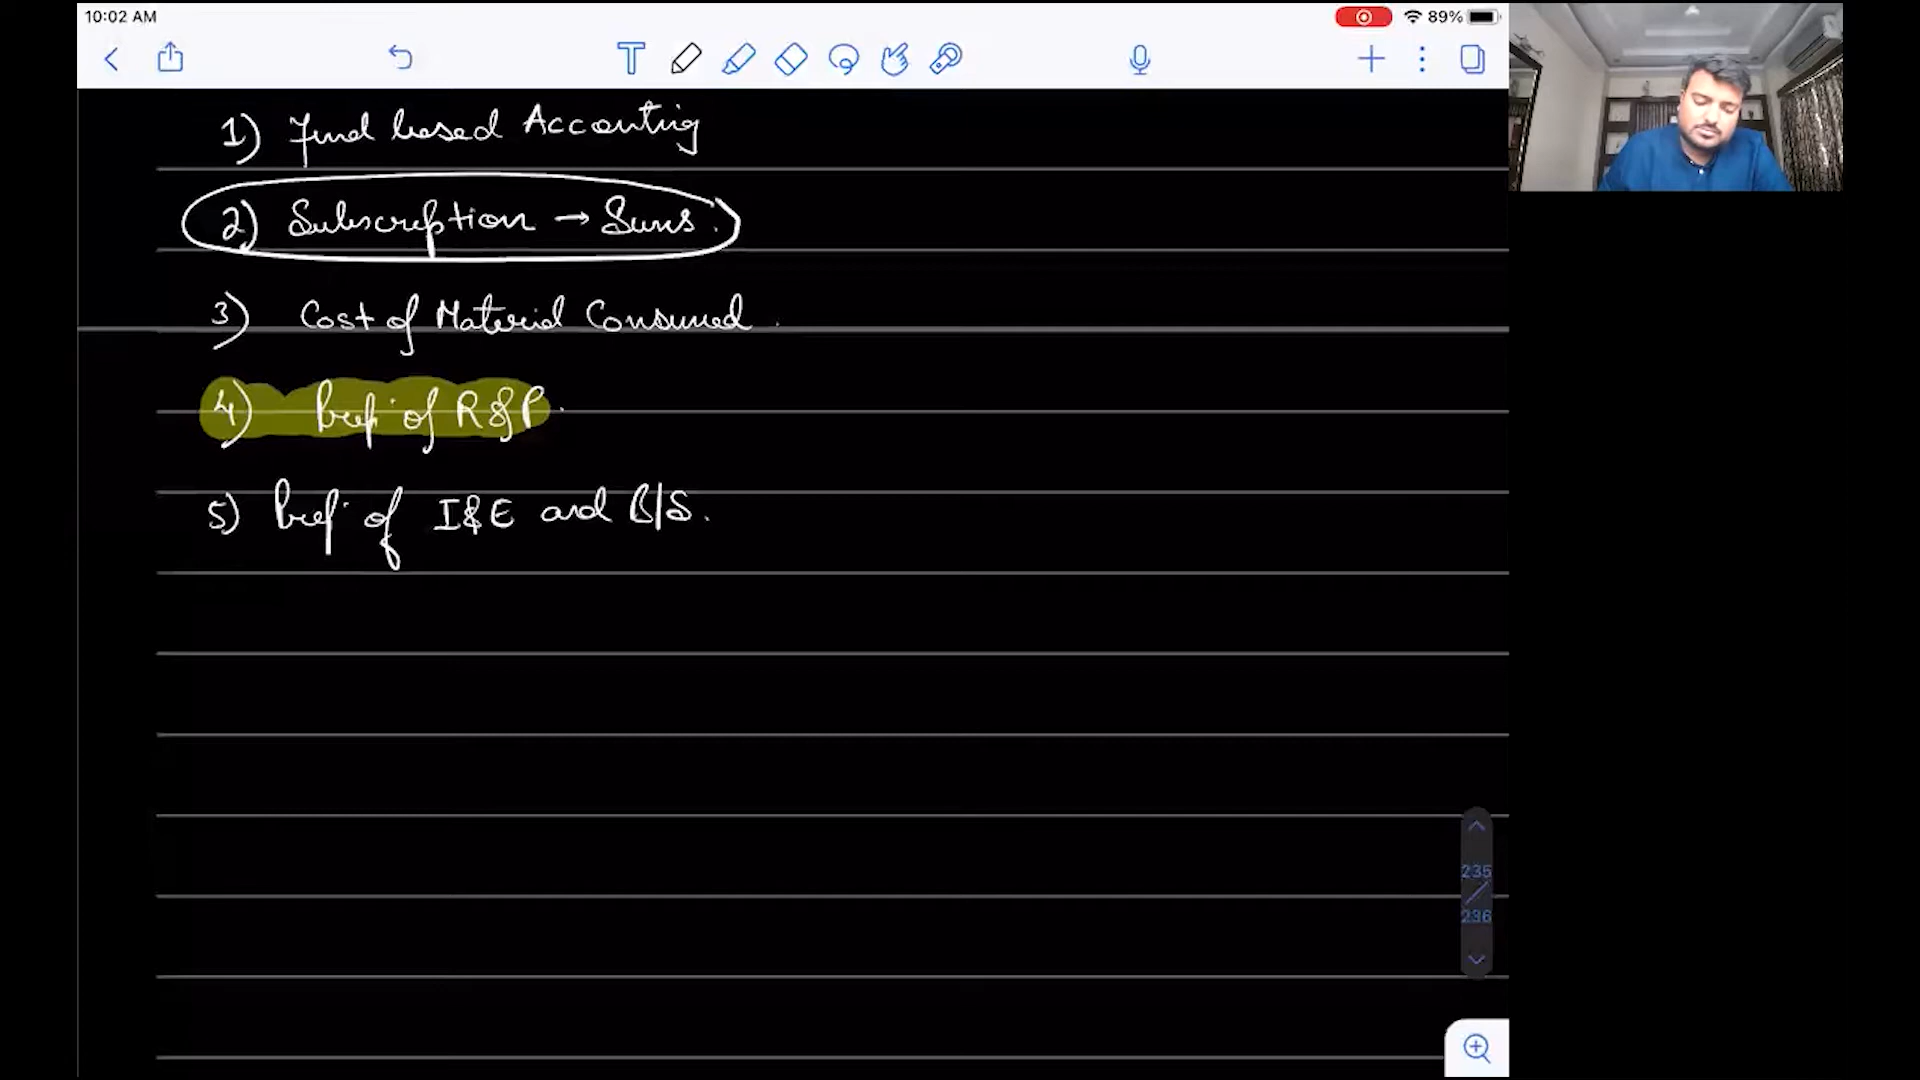 10:02 AM
89%
1) Fund based Accounting
2) Subscription → Sums.
3) Cost of Material Consumed.
4) Prep. of R&P.
5) Prep. of I&E and B/S.
235
236